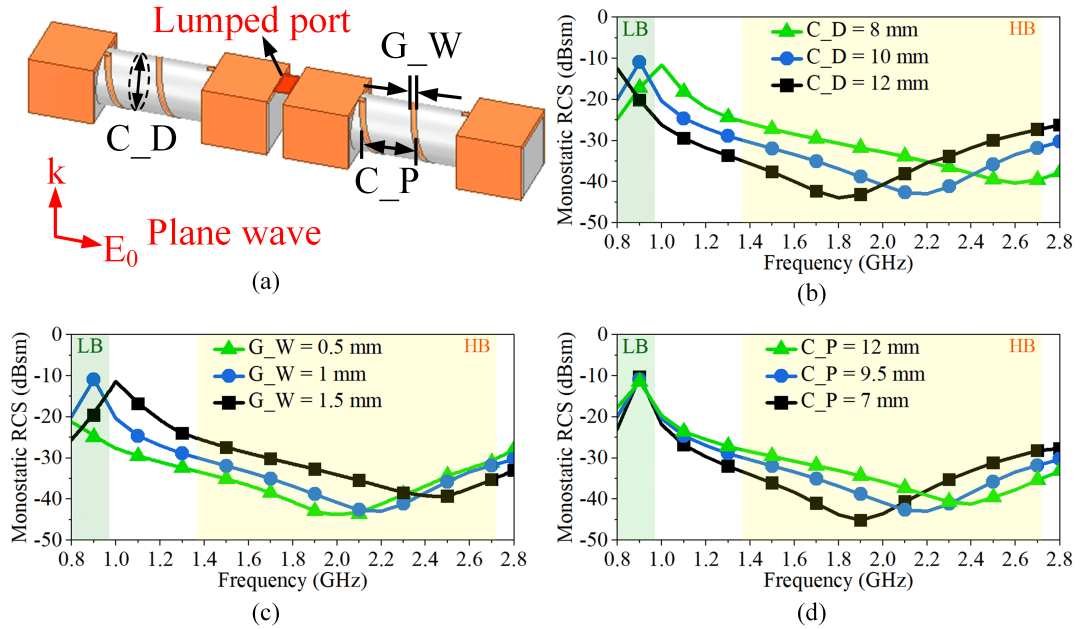 Lumped port
G_W
C_D
C_P
k
E0
Plane wave
(a)
Monostatic RCS (dBsm)
0
-10
-20
-30
-40
-50
LB
HB
C_D = 8 mm
C_D = 10 mm
C_D = 12 mm
0.8 1.0 1.2 1.4 1.6 1.8 2.0 2.2 2.4 2.6 2.8
Frequency (GHz)
(b)
Monostatic RCS (dBsm)
0
-10
-20
-30
-40
-50
LB
HB
G_W = 0.5 mm
G_W = 1 mm
G_W = 1.5 mm
0.8 1.0 1.2 1.4 1.6 1.8 2.0 2.2 2.4 2.6 2.8
Frequency (GHz)
(c)
Monostatic RCS (dBsm)
0
-10
-20
-30
-40
-50
LB
HB
C_P = 12 mm
C_P = 9.5 mm
C_P = 7 mm
0.8 1.0 1.2 1.4 1.6 1.8 2.0 2.2 2.4 2.6 2.8
Frequency (GHz)
(d)